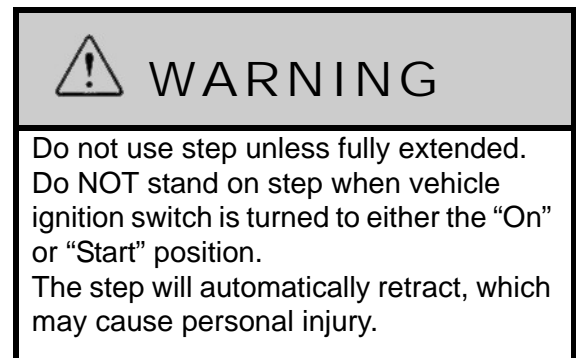 WARNING
Do not use step unless fully extended.
Do NOT stand on step when vehicle
ignition switch is turned to either the “On”
or “Start” position.
The step will automatically retract, which
may cause personal injury.